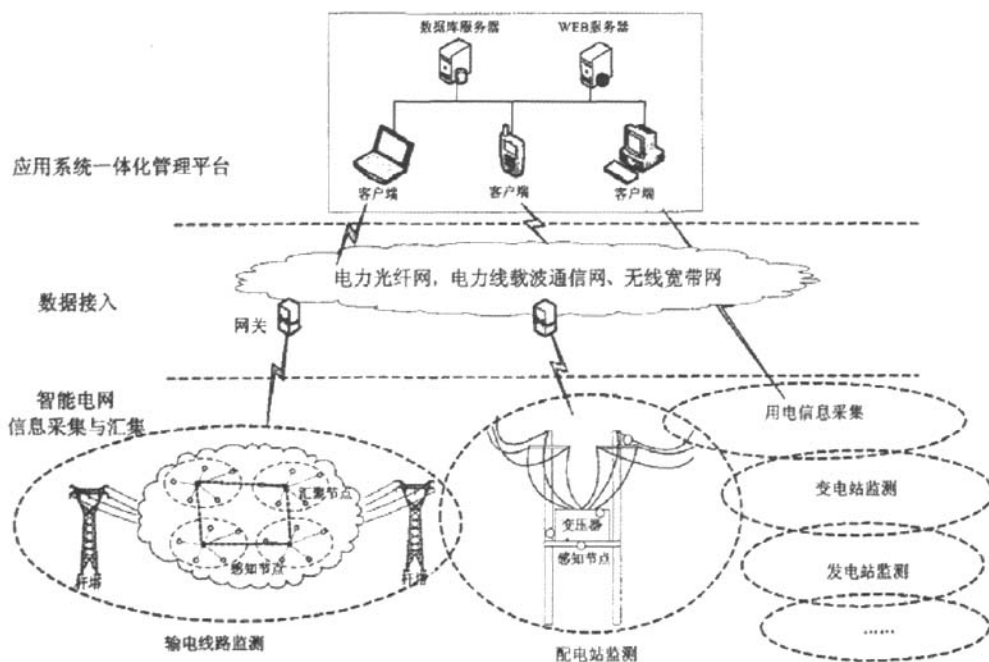 数据库服务器
WEB服务器
应用系统一体化管理平台
客户端
客户端
客户端
电力光纤网，电力线载波通信网、无线宽带网
数据接入
网关
智能电网
信息采集与汇集
用电信息采集
汇集节点
变电站监测
变压器
感知节点
感知节点
杆塔
杆塔
发电站监测
输电线路监测
配电站监测
......